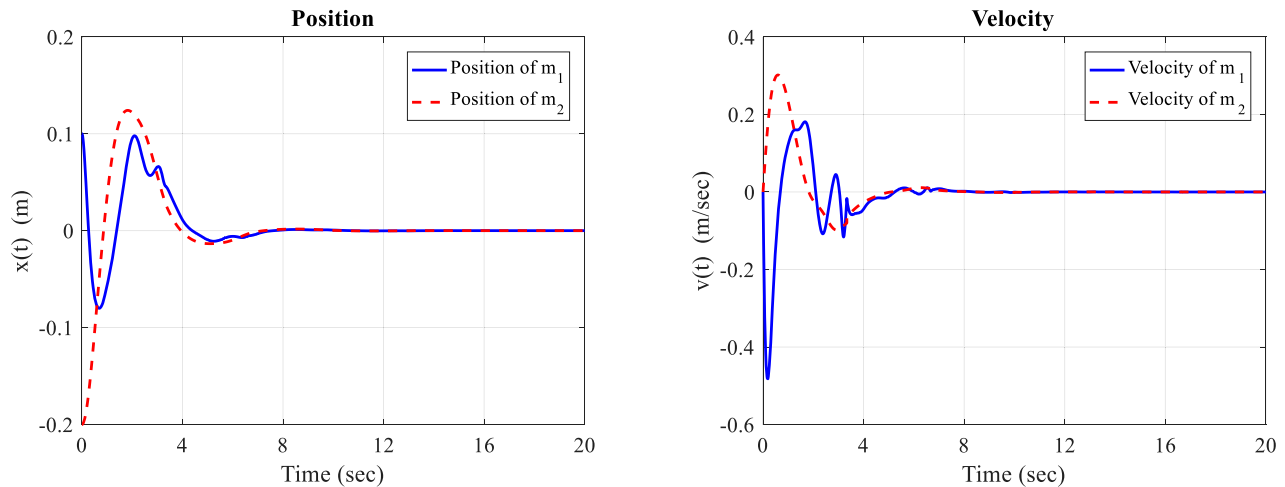 Position
0.2
0.1
0
-0.1
-0.2
x(t) (m)
Position of m1
Position of m2
0
4
8
12
16
20
Time (sec)
Velocity
0.4
0.2
0
-0.2
-0.4
-0.6
v(t) (m/sec)
Velocity of m1
Velocity of m2
0
4
8
12
16
20
Time (sec)